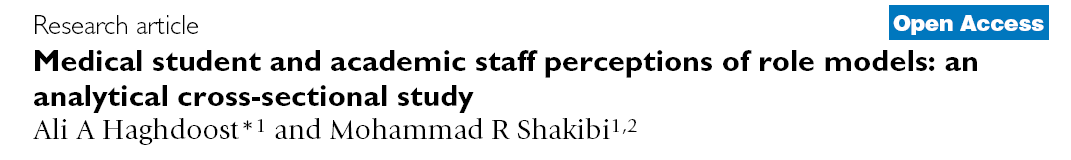 Research article
Open Access
Medical student and academic staff perceptions of role models: an
analytical cross-sectional study
Ali A Haghdoost*1 and Mohammad R Shakibi1,2